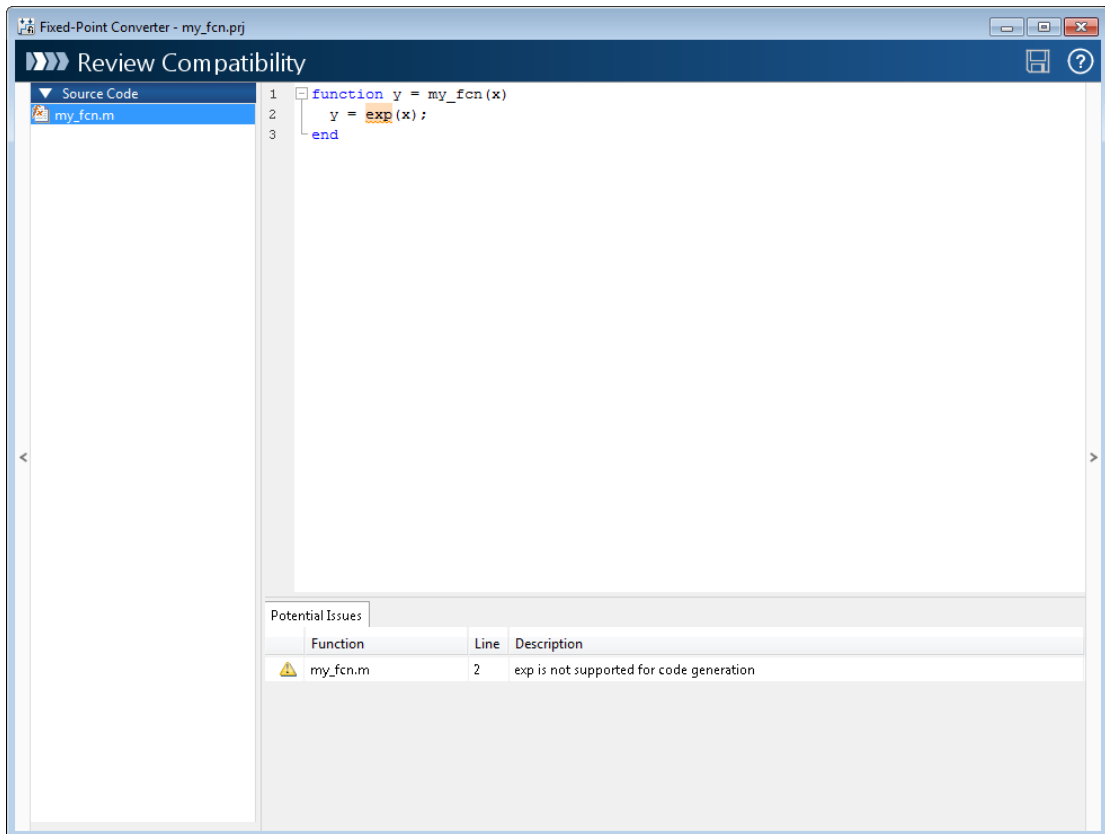 Fixed-Point Converter - my_fcn.prj
Review Compatibility
Source Code
my_fcn.m
1 function y = my_fcn(x)
2 y = exp(x);
3 end
Potential Issues
Function Line Description
my_fcn.m 2 exp is not supported for code generation